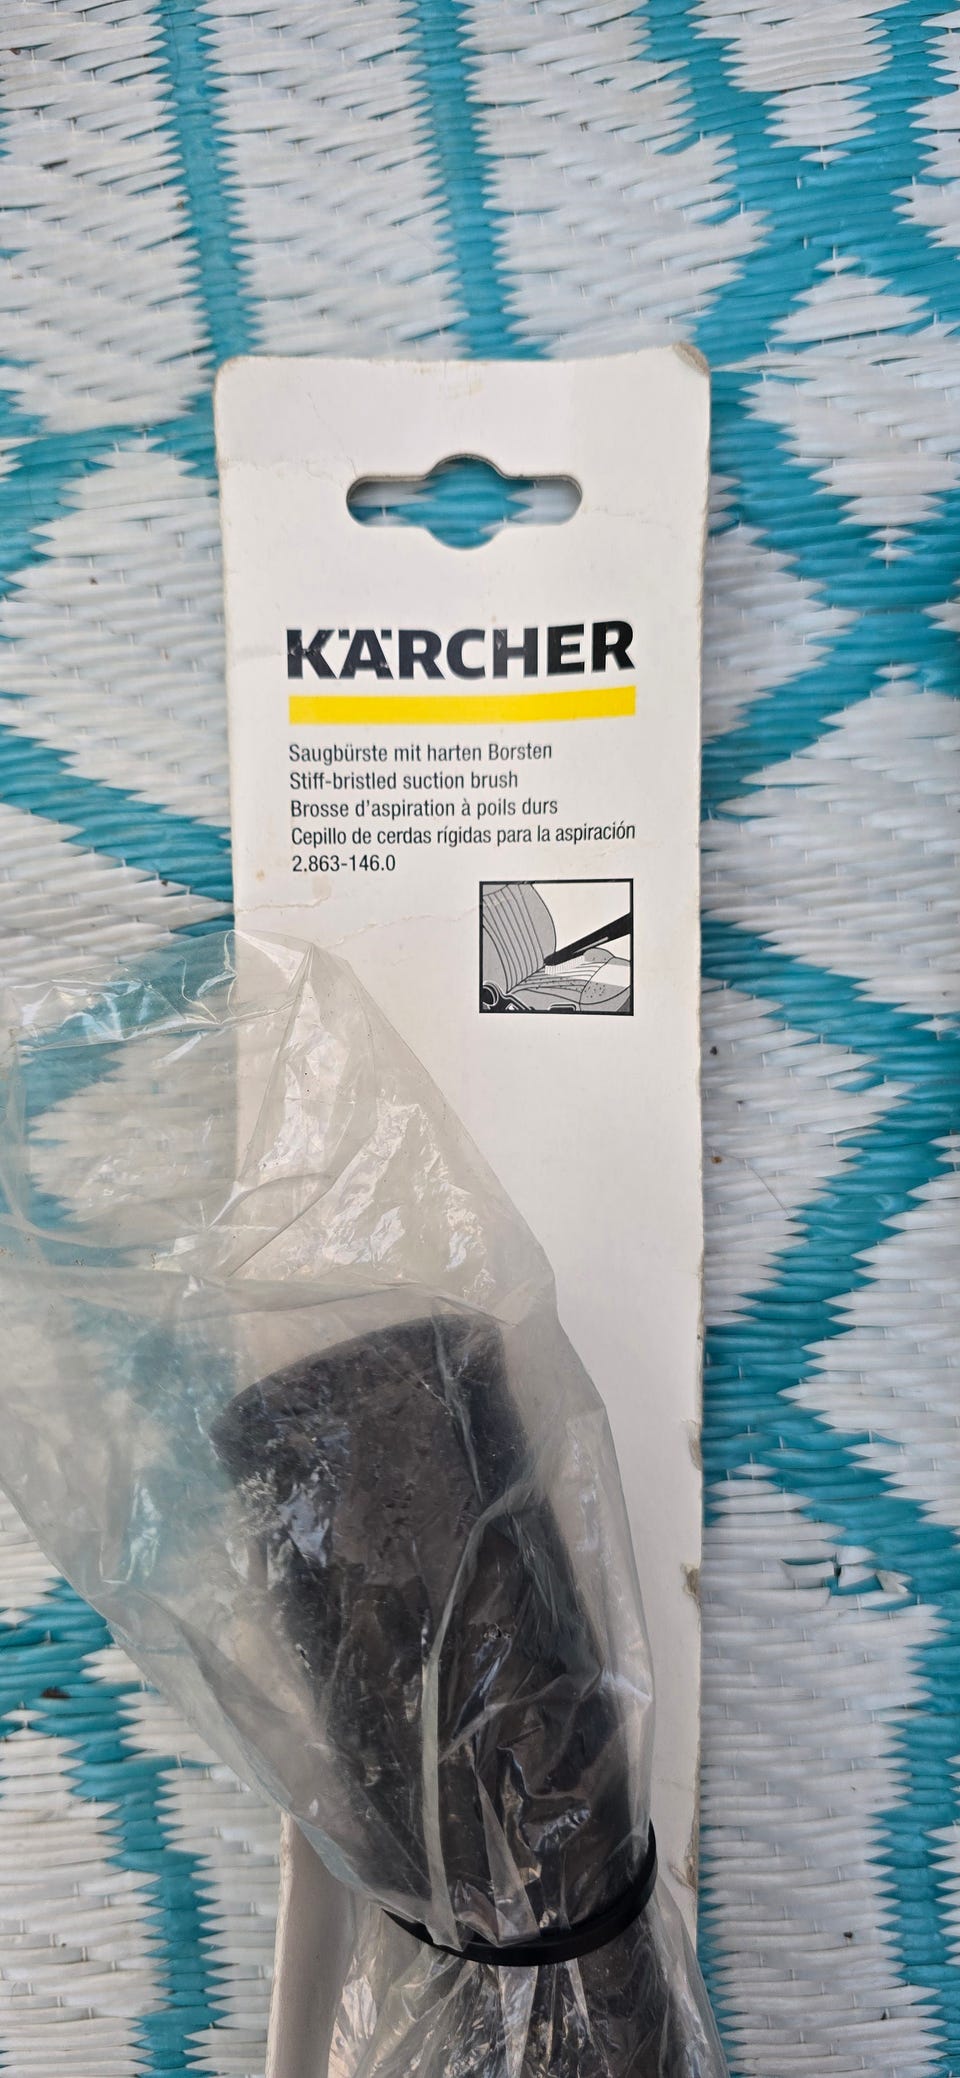 KÄRCHER
Saugbürste mit harten Borsten
Stiff-bristled suction brush
Brosse d'aspiration à poils durs
Cepillo de cerdas rígidas para la aspiración
2.863-146.0